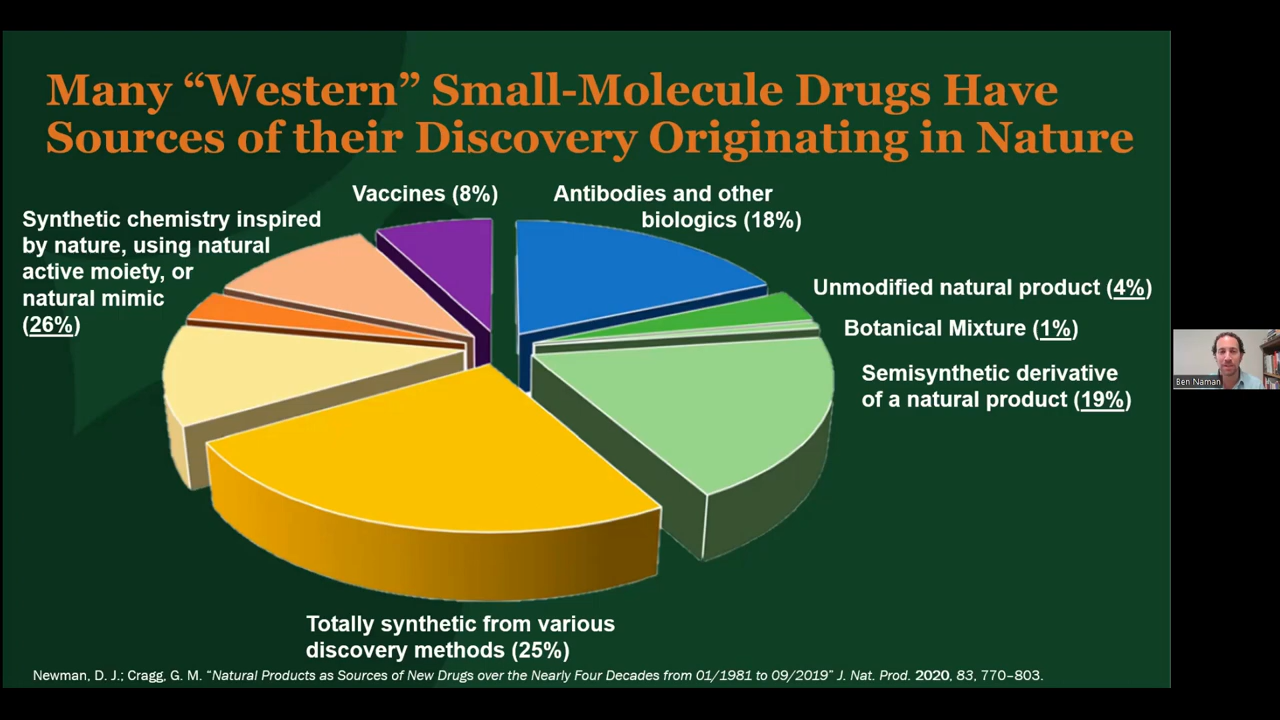 Many “Western” Small-Molecule Drugs Have
Sources of their Discovery Originating in Nature
Vaccines (8%)
Antibodies and other
biologics (18%)
Synthetic chemistry inspired
by nature, using natural
active moiety, or
natural mimic
(26%)
Unmodified natural product (4%)
Botanical Mixture (1%)
Semisynthetic derivative
of a natural product (19%)
Totally synthetic from various
discovery methods (25%)
Newman, D. J.; Cragg, G. M. “Natural Products as Sources of New Drugs over the Nearly Four Decades from 01/1981 to 09/2019” J. Nat. Prod. 2020, 83, 770–803.
Ben Naman